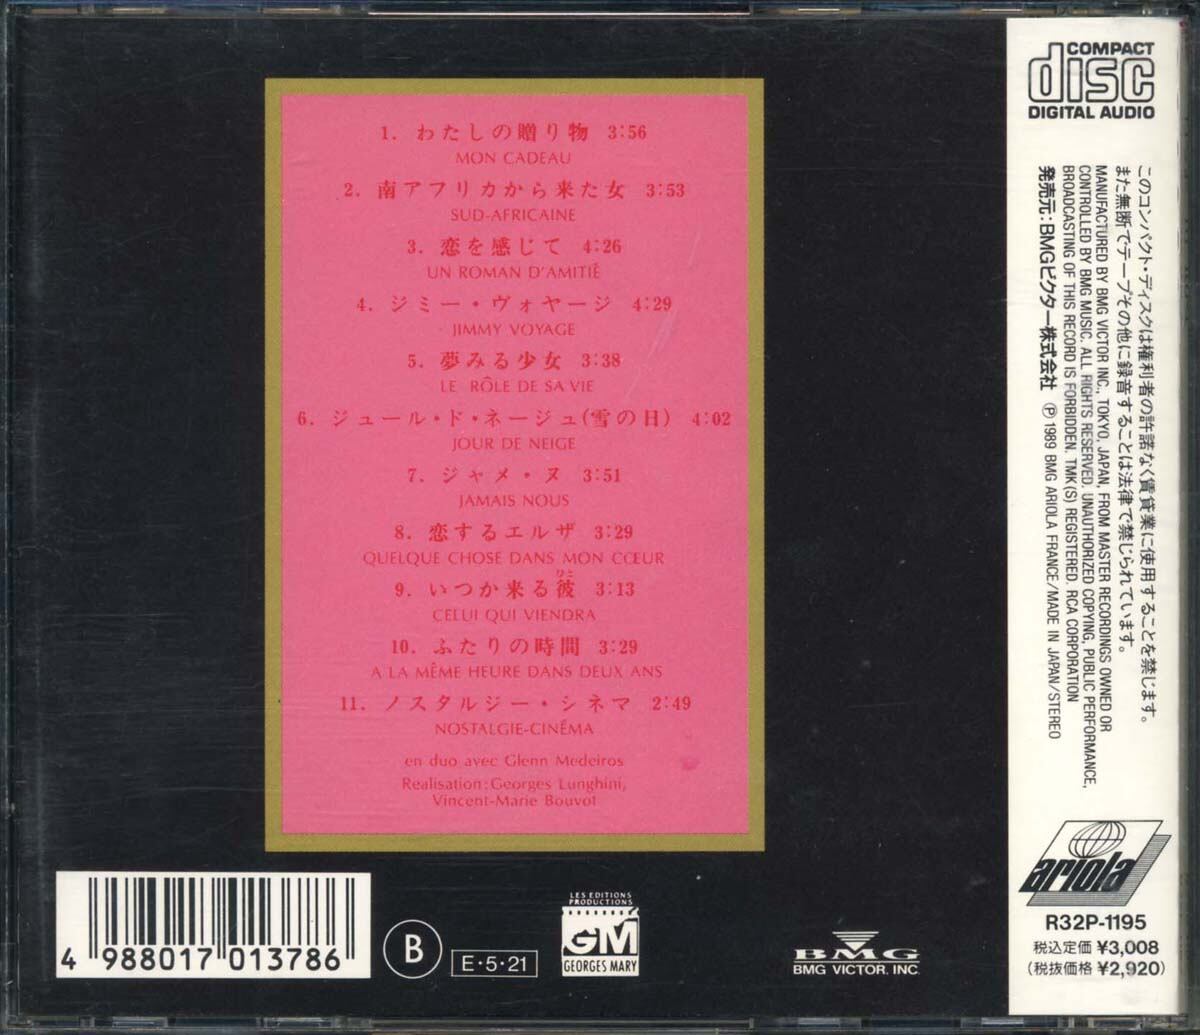 1. わたしの贈り物 3:56
MON CADEAU
2. 南アフリカから来た女 3:53
SUD-AFRICAINE
3. 恋を感じて 4:26
UN ROMAN D'AMITIÉ
4. ジミー・ヴォヤージ 4:29
JIMMY VOYAGE
5. 夢みる少女 3:38
LE RÔLE DE SA VIE
6. ジュール・ド・ネージュ(雪の日) 4:02
JOUR DE NEIGE
7. ジャメ・ヌ 3:51
JAMAIS NOUS
8. 恋するエルザ 3:29
QUELQUE CHOSE DANS MON CŒUR
ひと
9. いつか来る彼 3:13
CELUI QUI VIENDRA
10. ふたりの時間 3:29
A LA MÊME HEURE DANS DEUX ANS
11. ノスタルジー・シネマ 2:49
NOSTALGIE-CINÉMA
en duo avec Glenn Medeiros
Realisation:Georges Lunghini,
Vincent-Marie Bouvot
4 988017 013786
B
E・5・21
LES EDITIONS
PRODUCTIONS
GM
GEORGES MARY
BMG
BMG VICTOR. INC.
COMPACT
disc
DIGITAL AUDIO
このコンパクト・ディスクは権利者の許諾なく賃貸業に使用することを禁じます。
また無断でテープその他に録音することは法律で禁じられています。
MANUFACTURED BY BMG VICTOR INC., TOKYO, JAPAN, FROM MASTER RECORDINGS OWNED OR
CONTROLLED BY BMG MUSIC. ALL RIGHTS RESERVED. UNAUTHORIZED COPYING, PUBLIC PERFORMANCE,
BROADCASTING OF THIS RECORD IS FORBIDDEN. TMK(S) REGISTERED. RCA CORPORATION
発売元:BMGビクター株式会社 ℗ 1989 BMG ARIOLA FRANCE/MADE IN JAPAN/STEREO
ariola
R32P-1195
税込定価 ¥3,008
(税抜価格 ¥2,920)